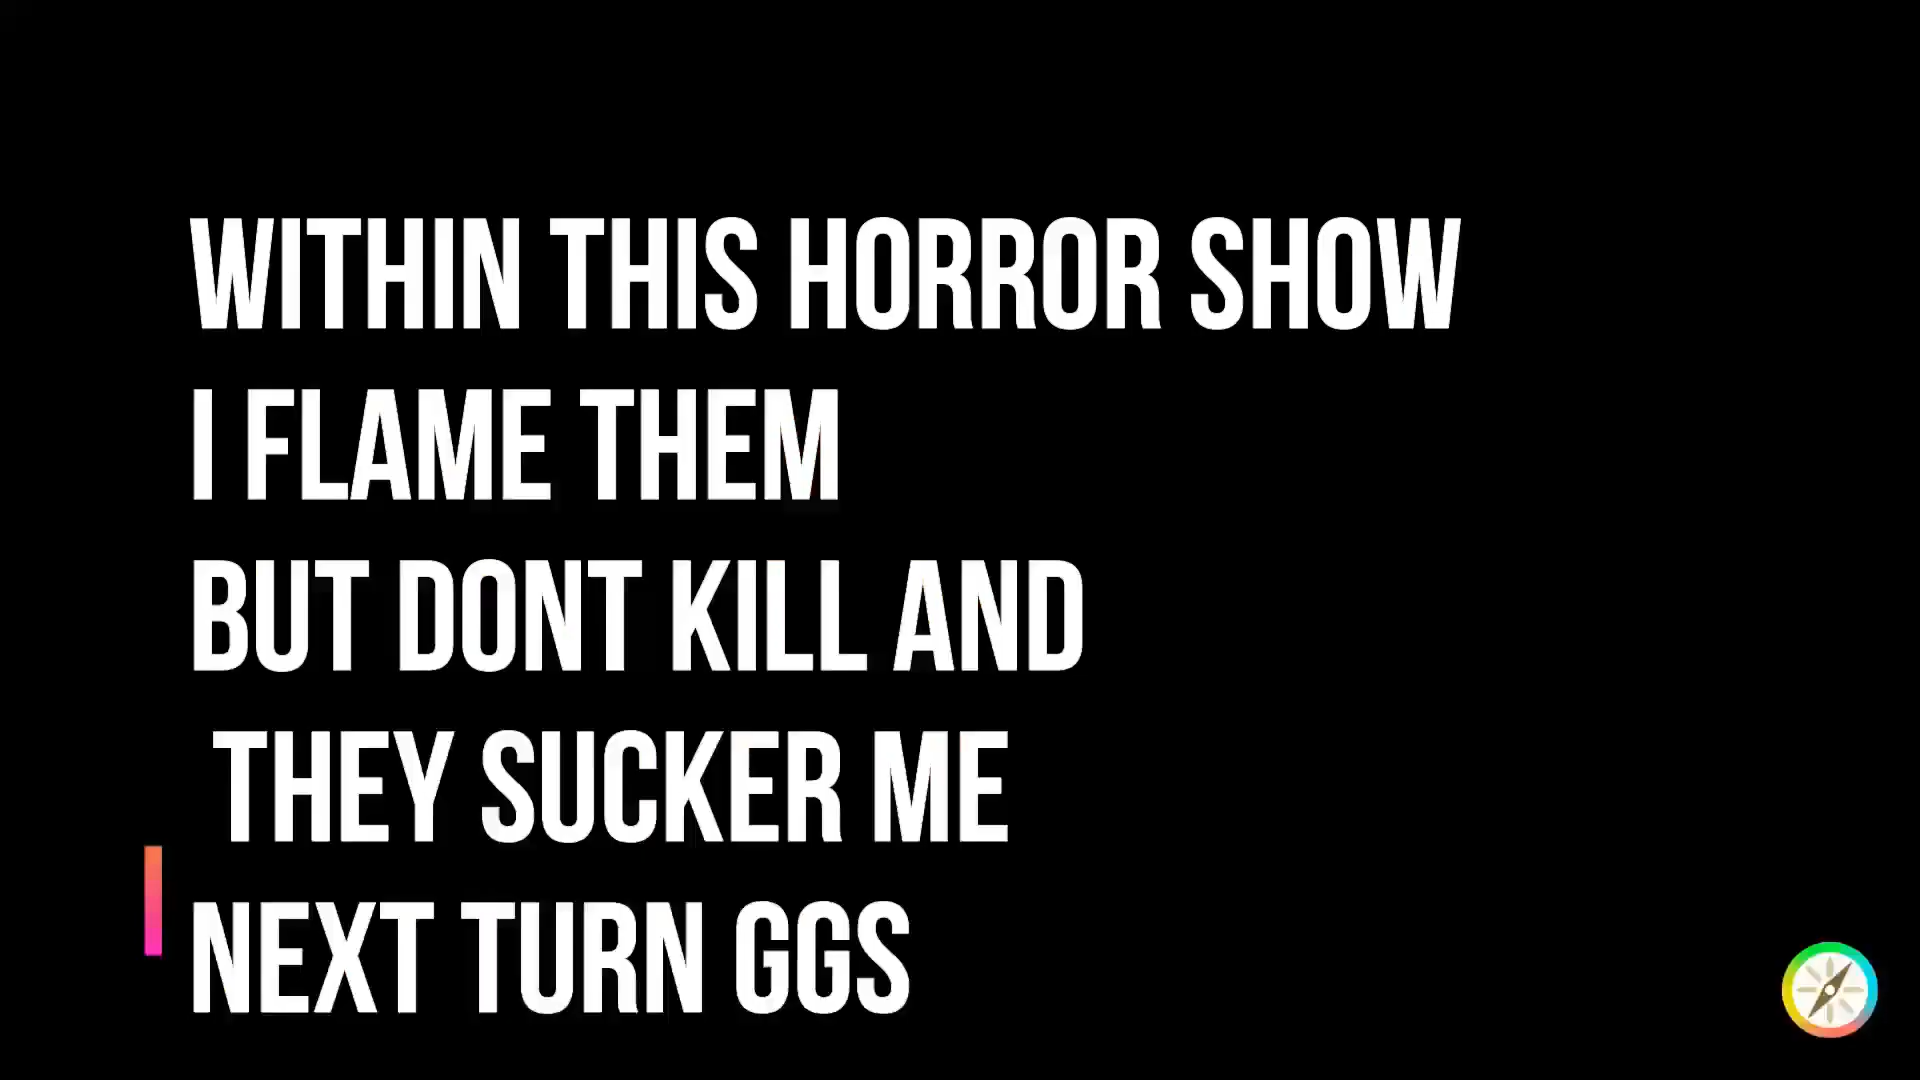 WITHIN THIS HORROR SHOW
I FLAME THEM
BUT DONT KILL AND
THEY SUCKER ME
NEXT TURN GGS